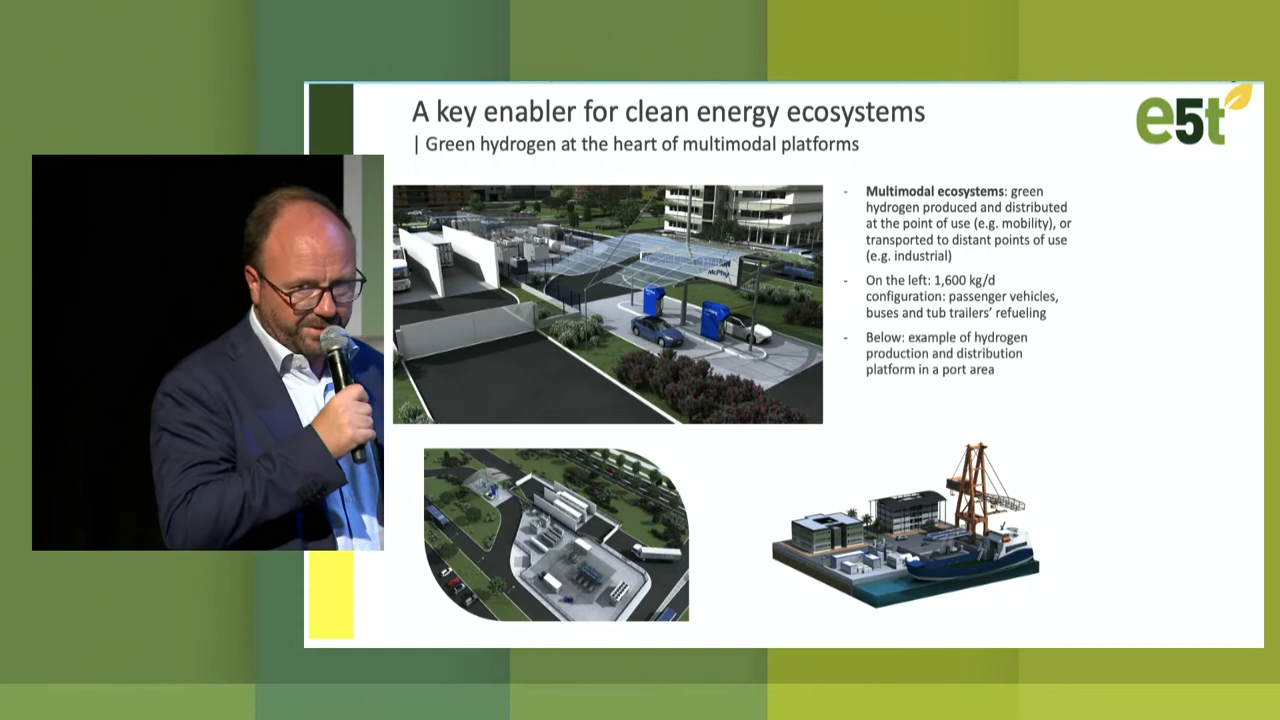 A key enabler for clean energy ecosystems
| Green hydrogen at the heart of multimodal platforms
e5t
McPhy
- Multimodal ecosystems: green
hydrogen produced and distributed
at the point of use (e.g. mobility), or
transported to distant points of use
(e.g. industrial)
- On the left: 1,600 kg/d
configuration: passenger vehicles,
buses and tub trailers' refueling
- Below: example of hydrogen
production and distribution
platform in a port area